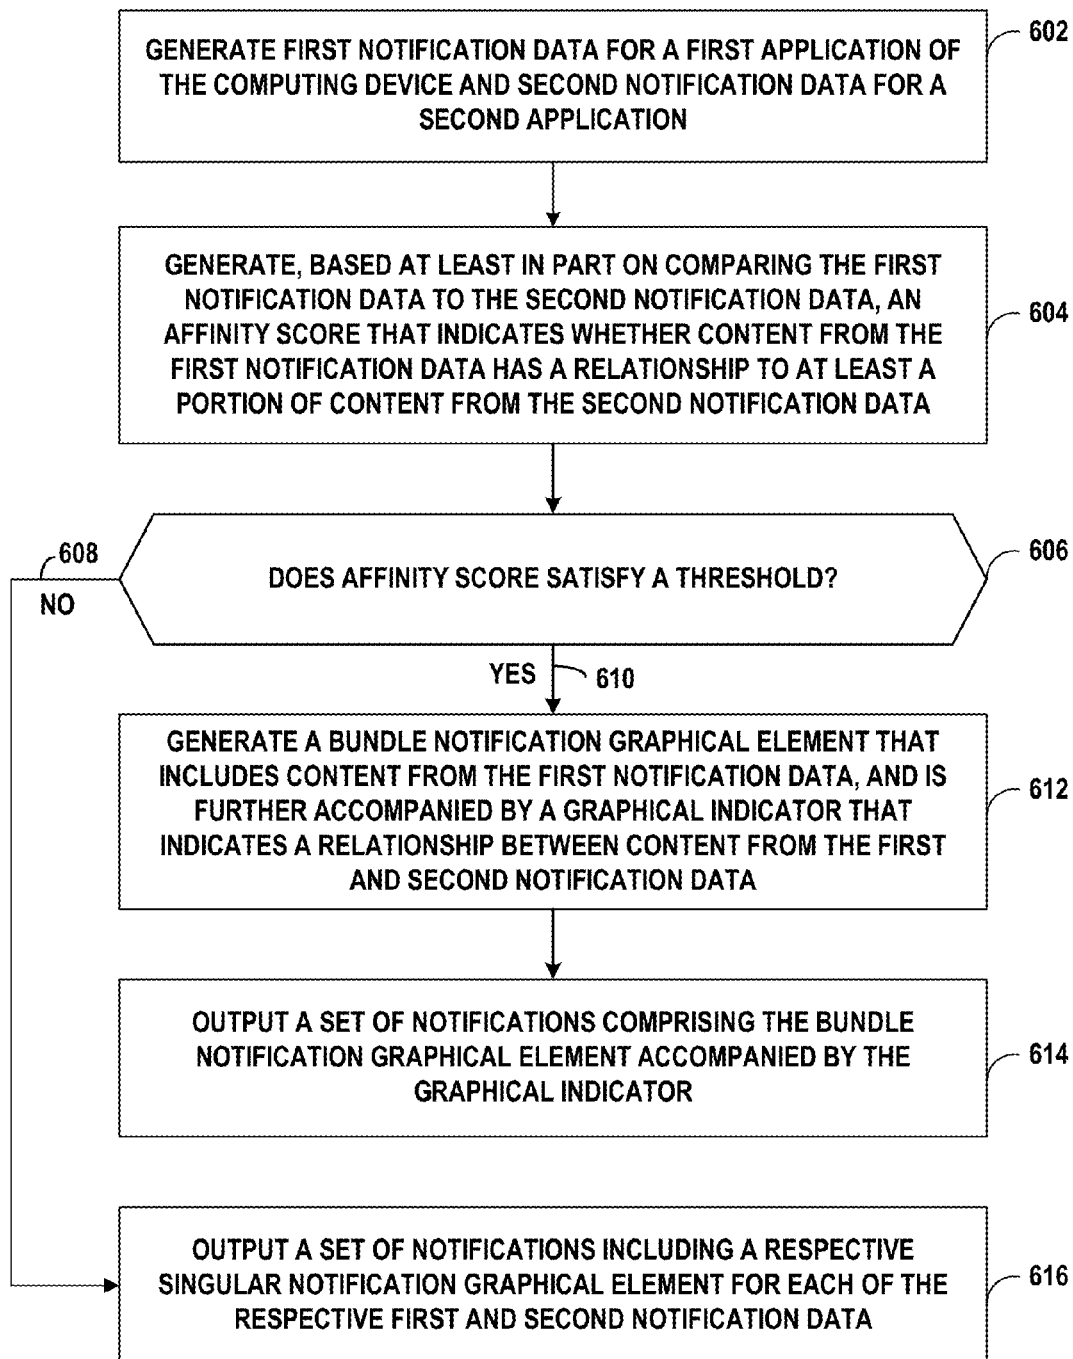 GENERATE FIRST NOTIFICATION DATA FOR A FIRST APPLICATION OF
THE COMPUTING DEVICE AND SECOND NOTIFICATION DATA FOR A
SECOND APPLICATION
602
GENERATE, BASED AT LEAST IN PART ON COMPARING THE FIRST
NOTIFICATION DATA TO THE SECOND NOTIFICATION DATA, AN
AFFINITY SCORE THAT INDICATES WHETHER CONTENT FROM THE
FIRST NOTIFICATION DATA HAS A RELATIONSHIP TO AT LEAST A
PORTION OF CONTENT FROM THE SECOND NOTIFICATION DATA
604
608
NO
DOES AFFINITY SCORE SATISFY A THRESHOLD?
606
YES
610
GENERATE A BUNDLE NOTIFICATION GRAPHICAL ELEMENT THAT
INCLUDES CONTENT FROM THE FIRST NOTIFICATION DATA, AND IS
FURTHER ACCOMPANIED BY A GRAPHICAL INDICATOR THAT
INDICATES A RELATIONSHIP BETWEEN CONTENT FROM THE FIRST
AND SECOND NOTIFICATION DATA
612
OUTPUT A SET OF NOTIFICATIONS COMPRISING THE BUNDLE
NOTIFICATION GRAPHICAL ELEMENT ACCOMPANIED BY THE
GRAPHICAL INDICATOR
614
OUTPUT A SET OF NOTIFICATIONS INCLUDING A RESPECTIVE
SINGULAR NOTIFICATION GRAPHICAL ELEMENT FOR EACH OF THE
RESPECTIVE FIRST AND SECOND NOTIFICATION DATA
616